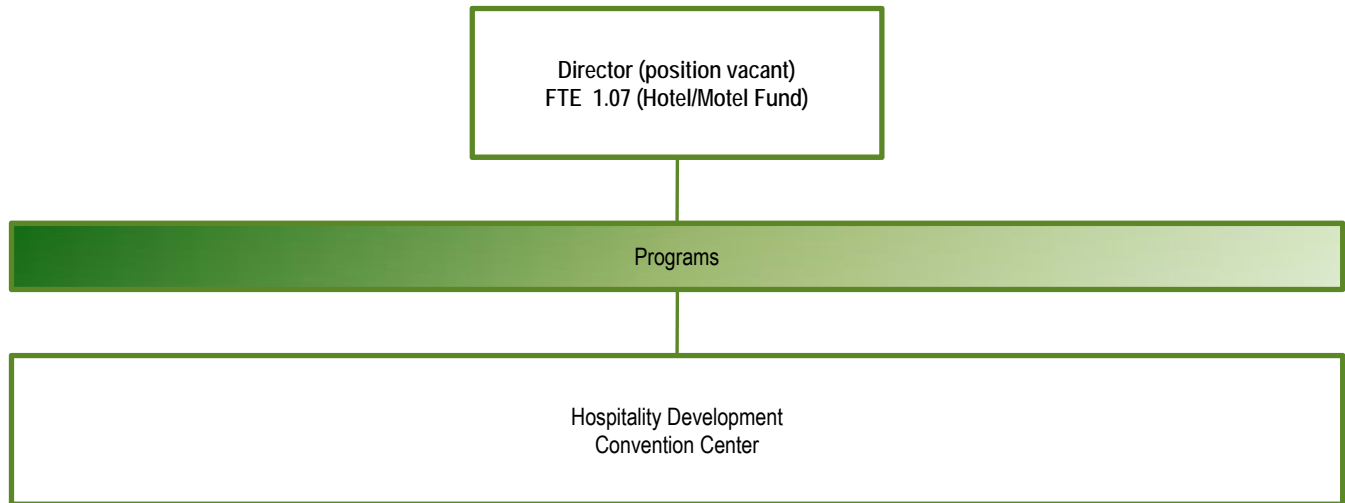 Director (position vacant)
FTE 1.07 (Hotel/Motel Fund)
Programs
Hospitality Development
Convention Center